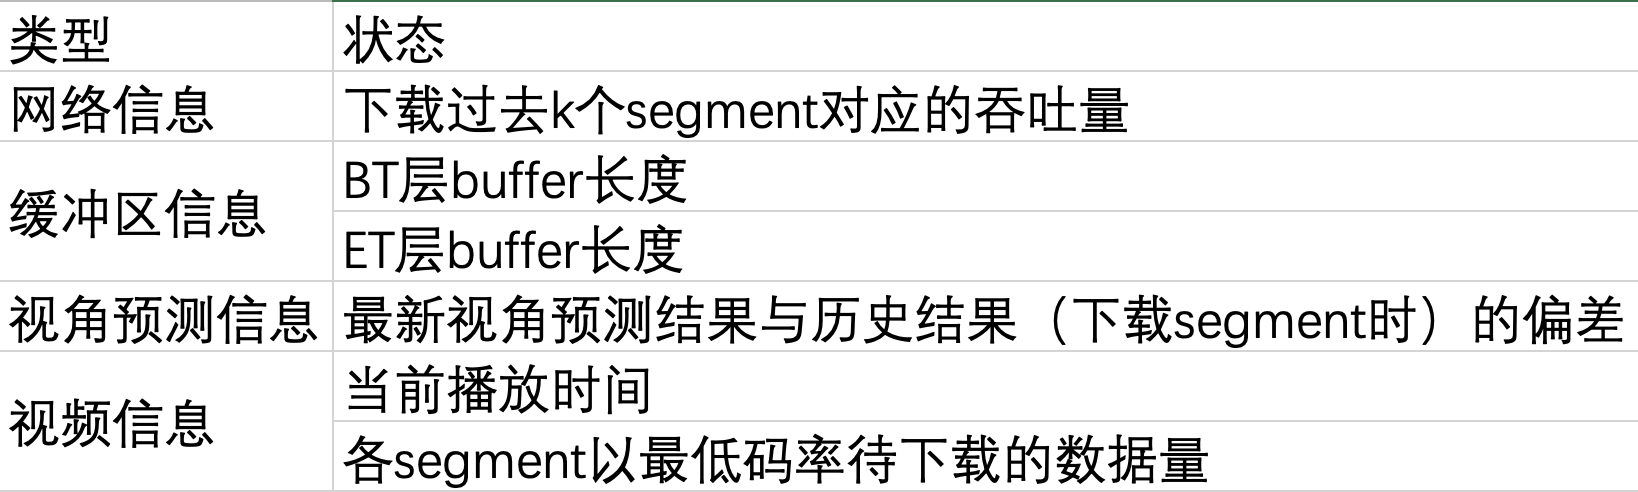 类型 状态
网络信息 下载过去k个segment对应的吞吐量
缓冲区信息 BT层buffer长度
ET层buffer长度
视角预测信息 最新视角预测结果与历史结果（下载segment时）的偏差
视频信息 当前播放时间
各segment以最低码率待下载的数据量